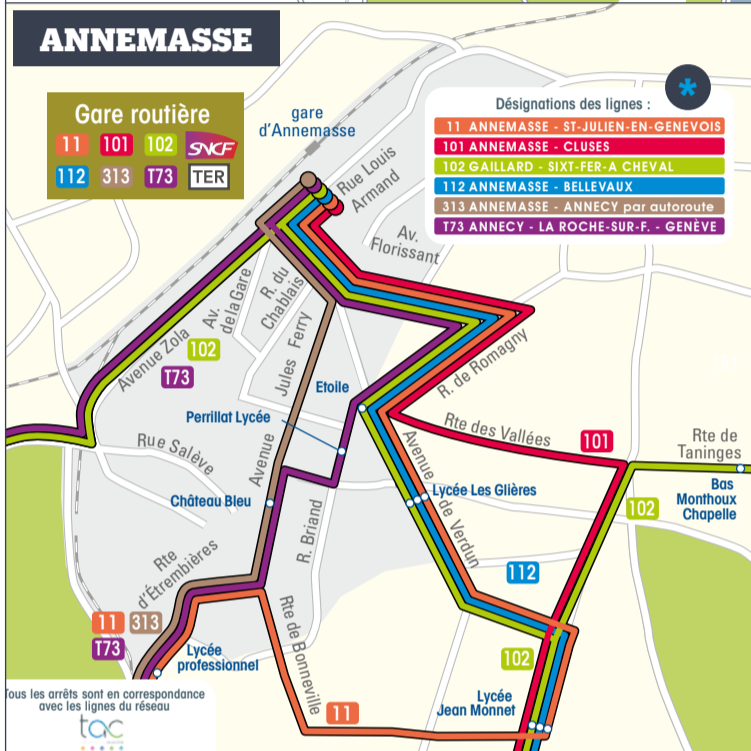 ANNEMASSE
Gare routière
11 101 102 SNCF
112 313 T73 TER
gare
d'Annemasse
*
Désignations des lignes :
11 ANNEMASSE - ST-JULIEN-EN-GENEVOIS
101 ANNEMASSE - CLUSES
102 GAILLARD - SIXT-FER-A CHEVAL
112 ANNEMASSE - BELLEVAUX
313 ANNEMASSE - ANNECY par autoroute
T73 ANNECY - LA ROCHE-SUR-F. - GENÈVE
Rue Louis
Armand
Av.
Florissant
Av.
de la Gare
R. du
Chablais
Avenue Zola
102
T73
Avenue Jules Ferry
Etoile
R. de Romagny
Perrillat Lycée
Rte des Vallées
101
Rte de
Taninges
Rue Salève
Bas
Monthoux
Chapelle
Château Bleu
Avenue de Verdun
Lycée Les Glières
102
R. Briand
Rte
d'Étrembières
112
11 313
T73
Rte de Bonneville
Lycée
professionnel
102
Lycée
Jean Monnet
11
Tous les arrêts sont en correspondance
avec les lignes du réseau
tac